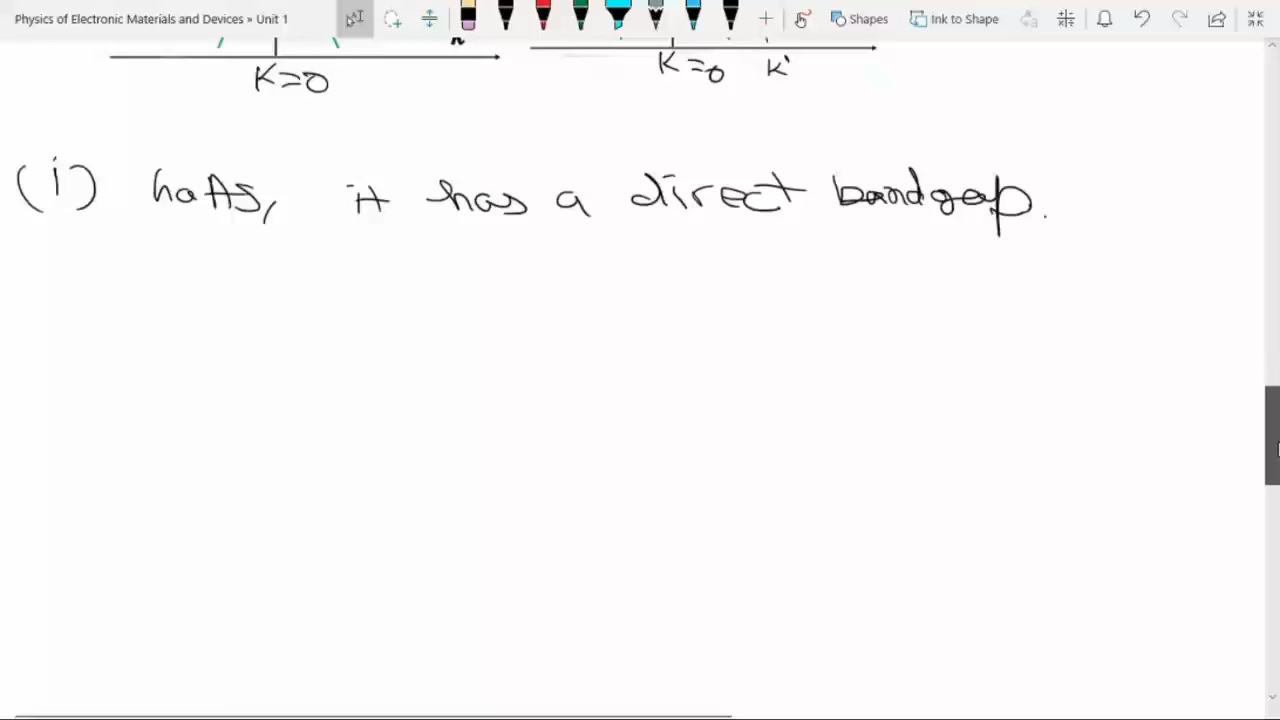 Physics of Electronic Materials and Devices » Unit 1
Shapes
Ink to Shape
K=0
K=0 K'
(i) GaAs, it has a direct bandgap.